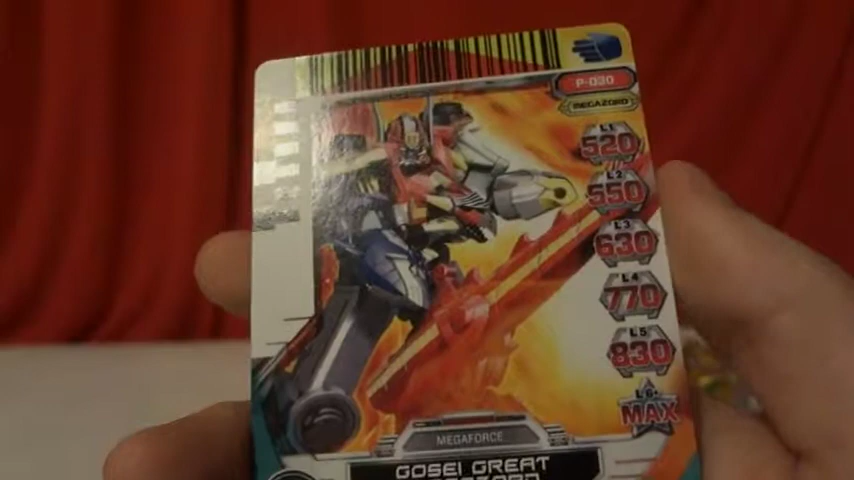 P-030
MEGAZORD
L1
520
L2
550
L3
630
L4
770
L5
830
L6+
MAX
MEGAFORCE
GOSEI GREAT